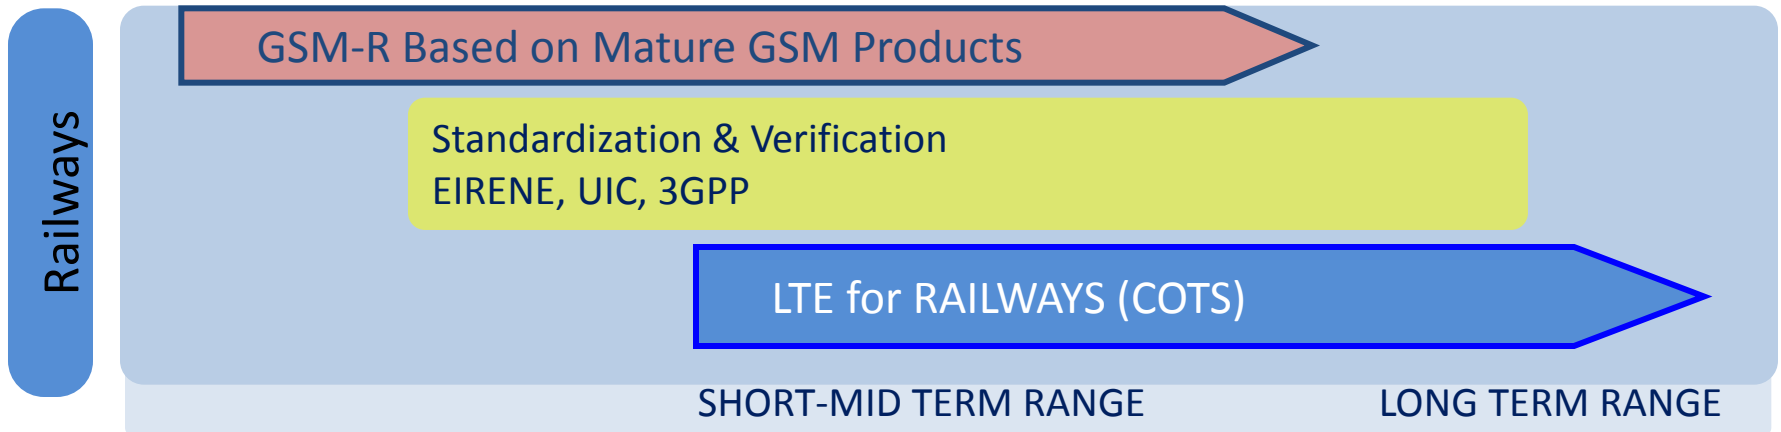 Railways
GSM-R Based on Mature GSM Products
Standardization & Verification
EIRENE, UIC, 3GPP
LTE for RAILWAYS (COTS)
SHORT-MID TERM RANGE
LONG TERM RANGE